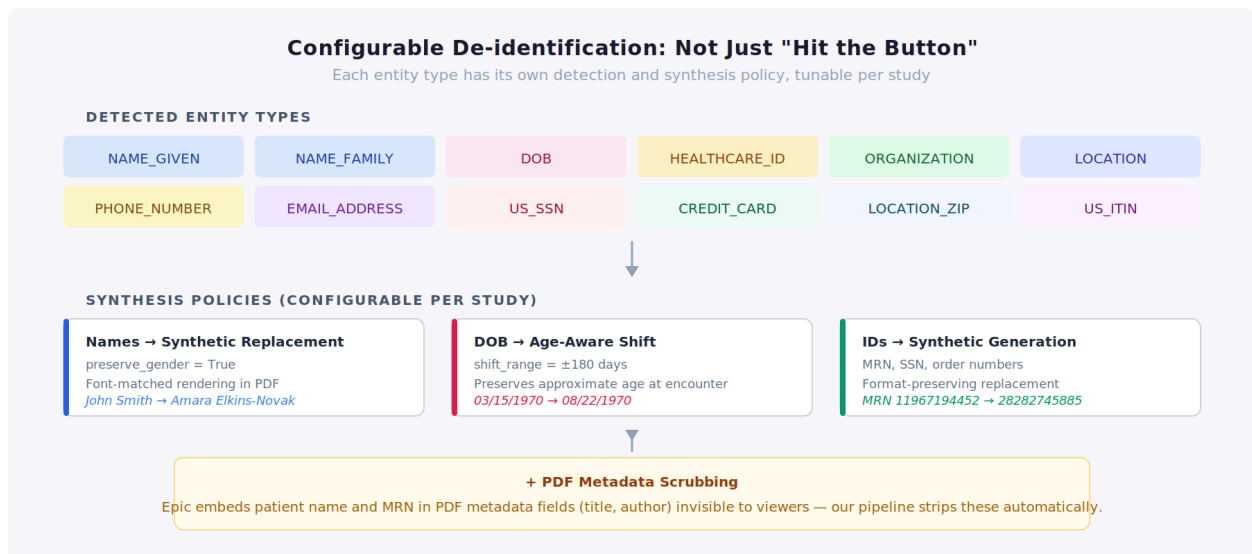 Configurable De-identification: Not Just "Hit the Button"
Each entity type has its own detection and synthesis policy, tunable per study
DETECTED ENTITY TYPES
NAME_GIVEN NAME_FAMILY DOB HEALTHCARE_ID ORGANIZATION LOCATION
PHONE_NUMBER EMAIL_ADDRESS US_SSN CREDIT_CARD LOCATION_ZIP US_ITIN
SYNTHESIS POLICIES (CONFIGURABLE PER STUDY)
Names → Synthetic Replacement
preserve_gender = True
Font-matched rendering in PDF
John Smith → Amara Elkins-Novak
DOB → Age-Aware Shift
shift_range = ±180 days
Preserves approximate age at encounter
03/15/1970 → 08/22/1970
IDs → Synthetic Generation
MRN, SSN, order numbers
Format-preserving replacement
MRN 11967194452 → 28282745885
+ PDF Metadata Scrubbing
Epic embeds patient name and MRN in PDF metadata fields (title, author) invisible to viewers — our pipeline strips these automatically.